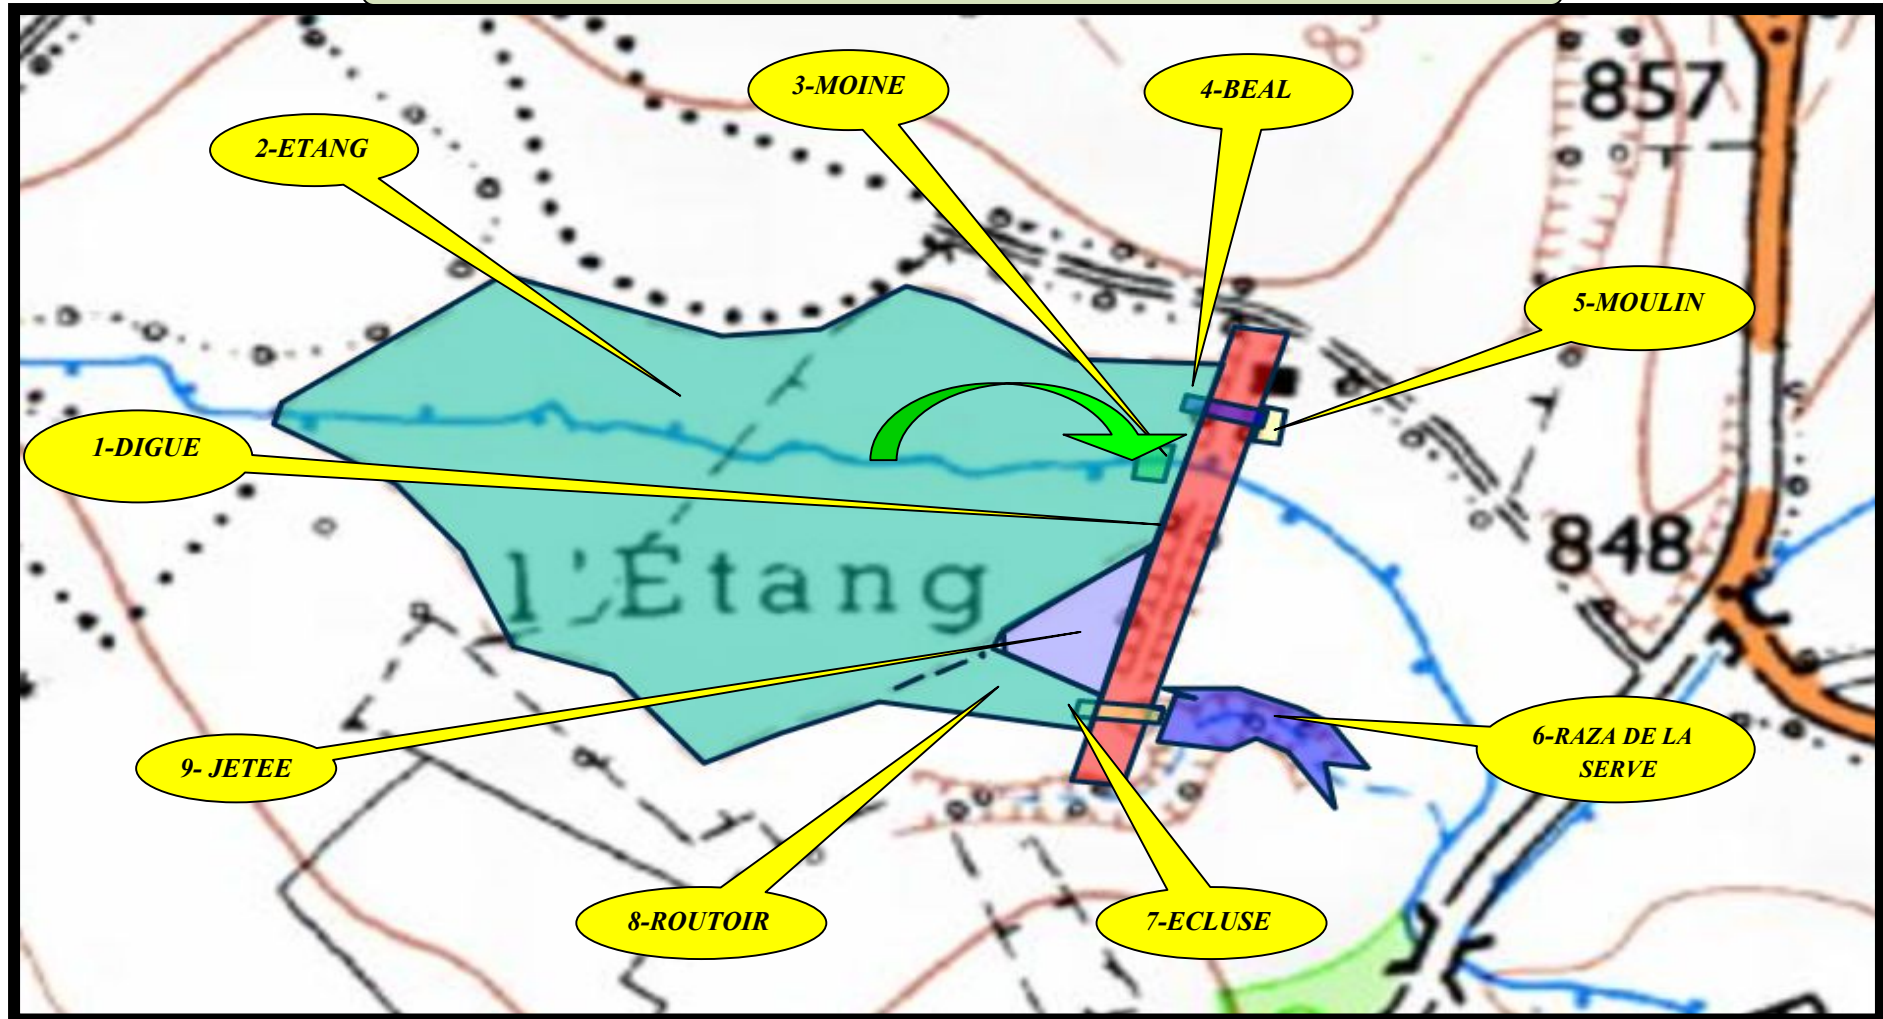 3-MOINE
4-BEAL
857
2-ETANG
5-MOULIN
1-DIGUE
848
l'Étang
6-RAZA DE LA
SERVE
9- JETEE
8-ROUTOIR
7-ECLUSE